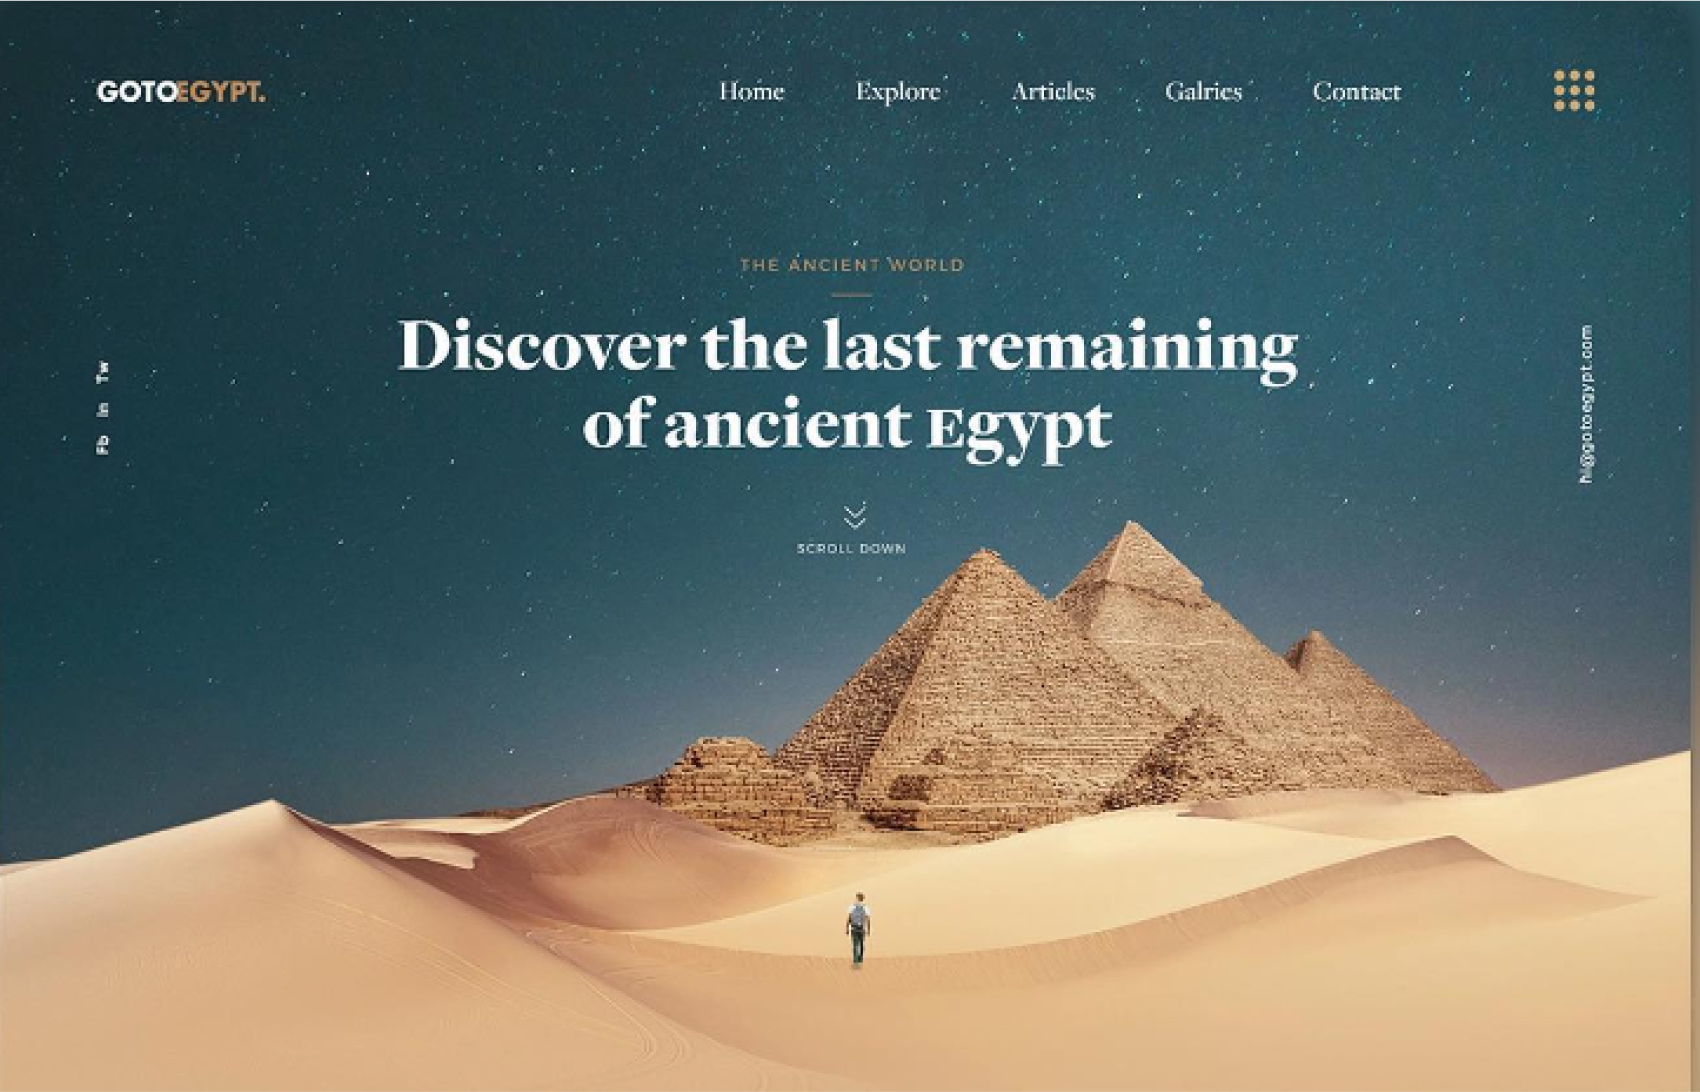 GOTOEGYPT.
Home Explore Articles Galries Contact
THE ANCIENT WORLD
Discover the last remaining
of ancient Egypt
SCROLL DOWN
Fb In Tw
hi@gotoegypt.com